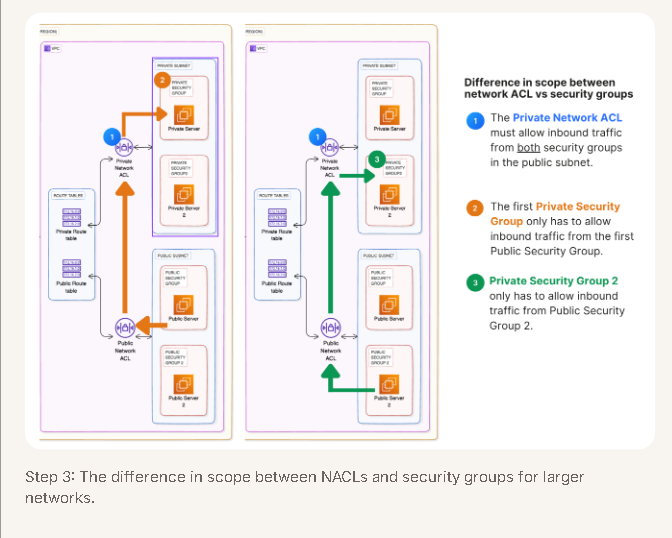 REGION)
VPC
PRIVATE SUBNET
2
PRIVATE
SECURITY
GROUP
Private Server
1
Private
Network
ACL
PRIVATE
SECURITY
GROUP2
Private Server
2
ROUTE TABLES
Private Route
table
Public Route
table
PUBLIC SUBNET
PUBLIC
SECURITY
GROUP
Public Server
Public
Network
ACL
PUBLIC
SECURITY
GROUP 2
Public Server
2
REGION)
VPC
PRIVATE SUBNET
PRIVATE
SECURITY
GROUP
Private Server
1
Private
Network
ACL
3
PRIVATE
SECURITY
GROUP2
Private Server
2
ROUTE TABLES
Private Route
table
Public Route
table
PUBLIC SUBNET
PUBLIC
SECURITY
GROUP
Public Server
Public
Network
ACL
PUBLIC
SECURITY
GROUP 2
Public Server
2
Difference in scope between
network ACL vs security groups
1 The Private Network ACL
must allow inbound traffic
from both security groups
in the public subnet.
2 The first Private Security
Group only has to allow
inbound traffic from the first
Public Security Group.
3 Private Security Group 2
only has to allow inbound
traffic from Public Security
Group 2.
Step 3: The difference in scope between NACLs and security groups for larger
networks.